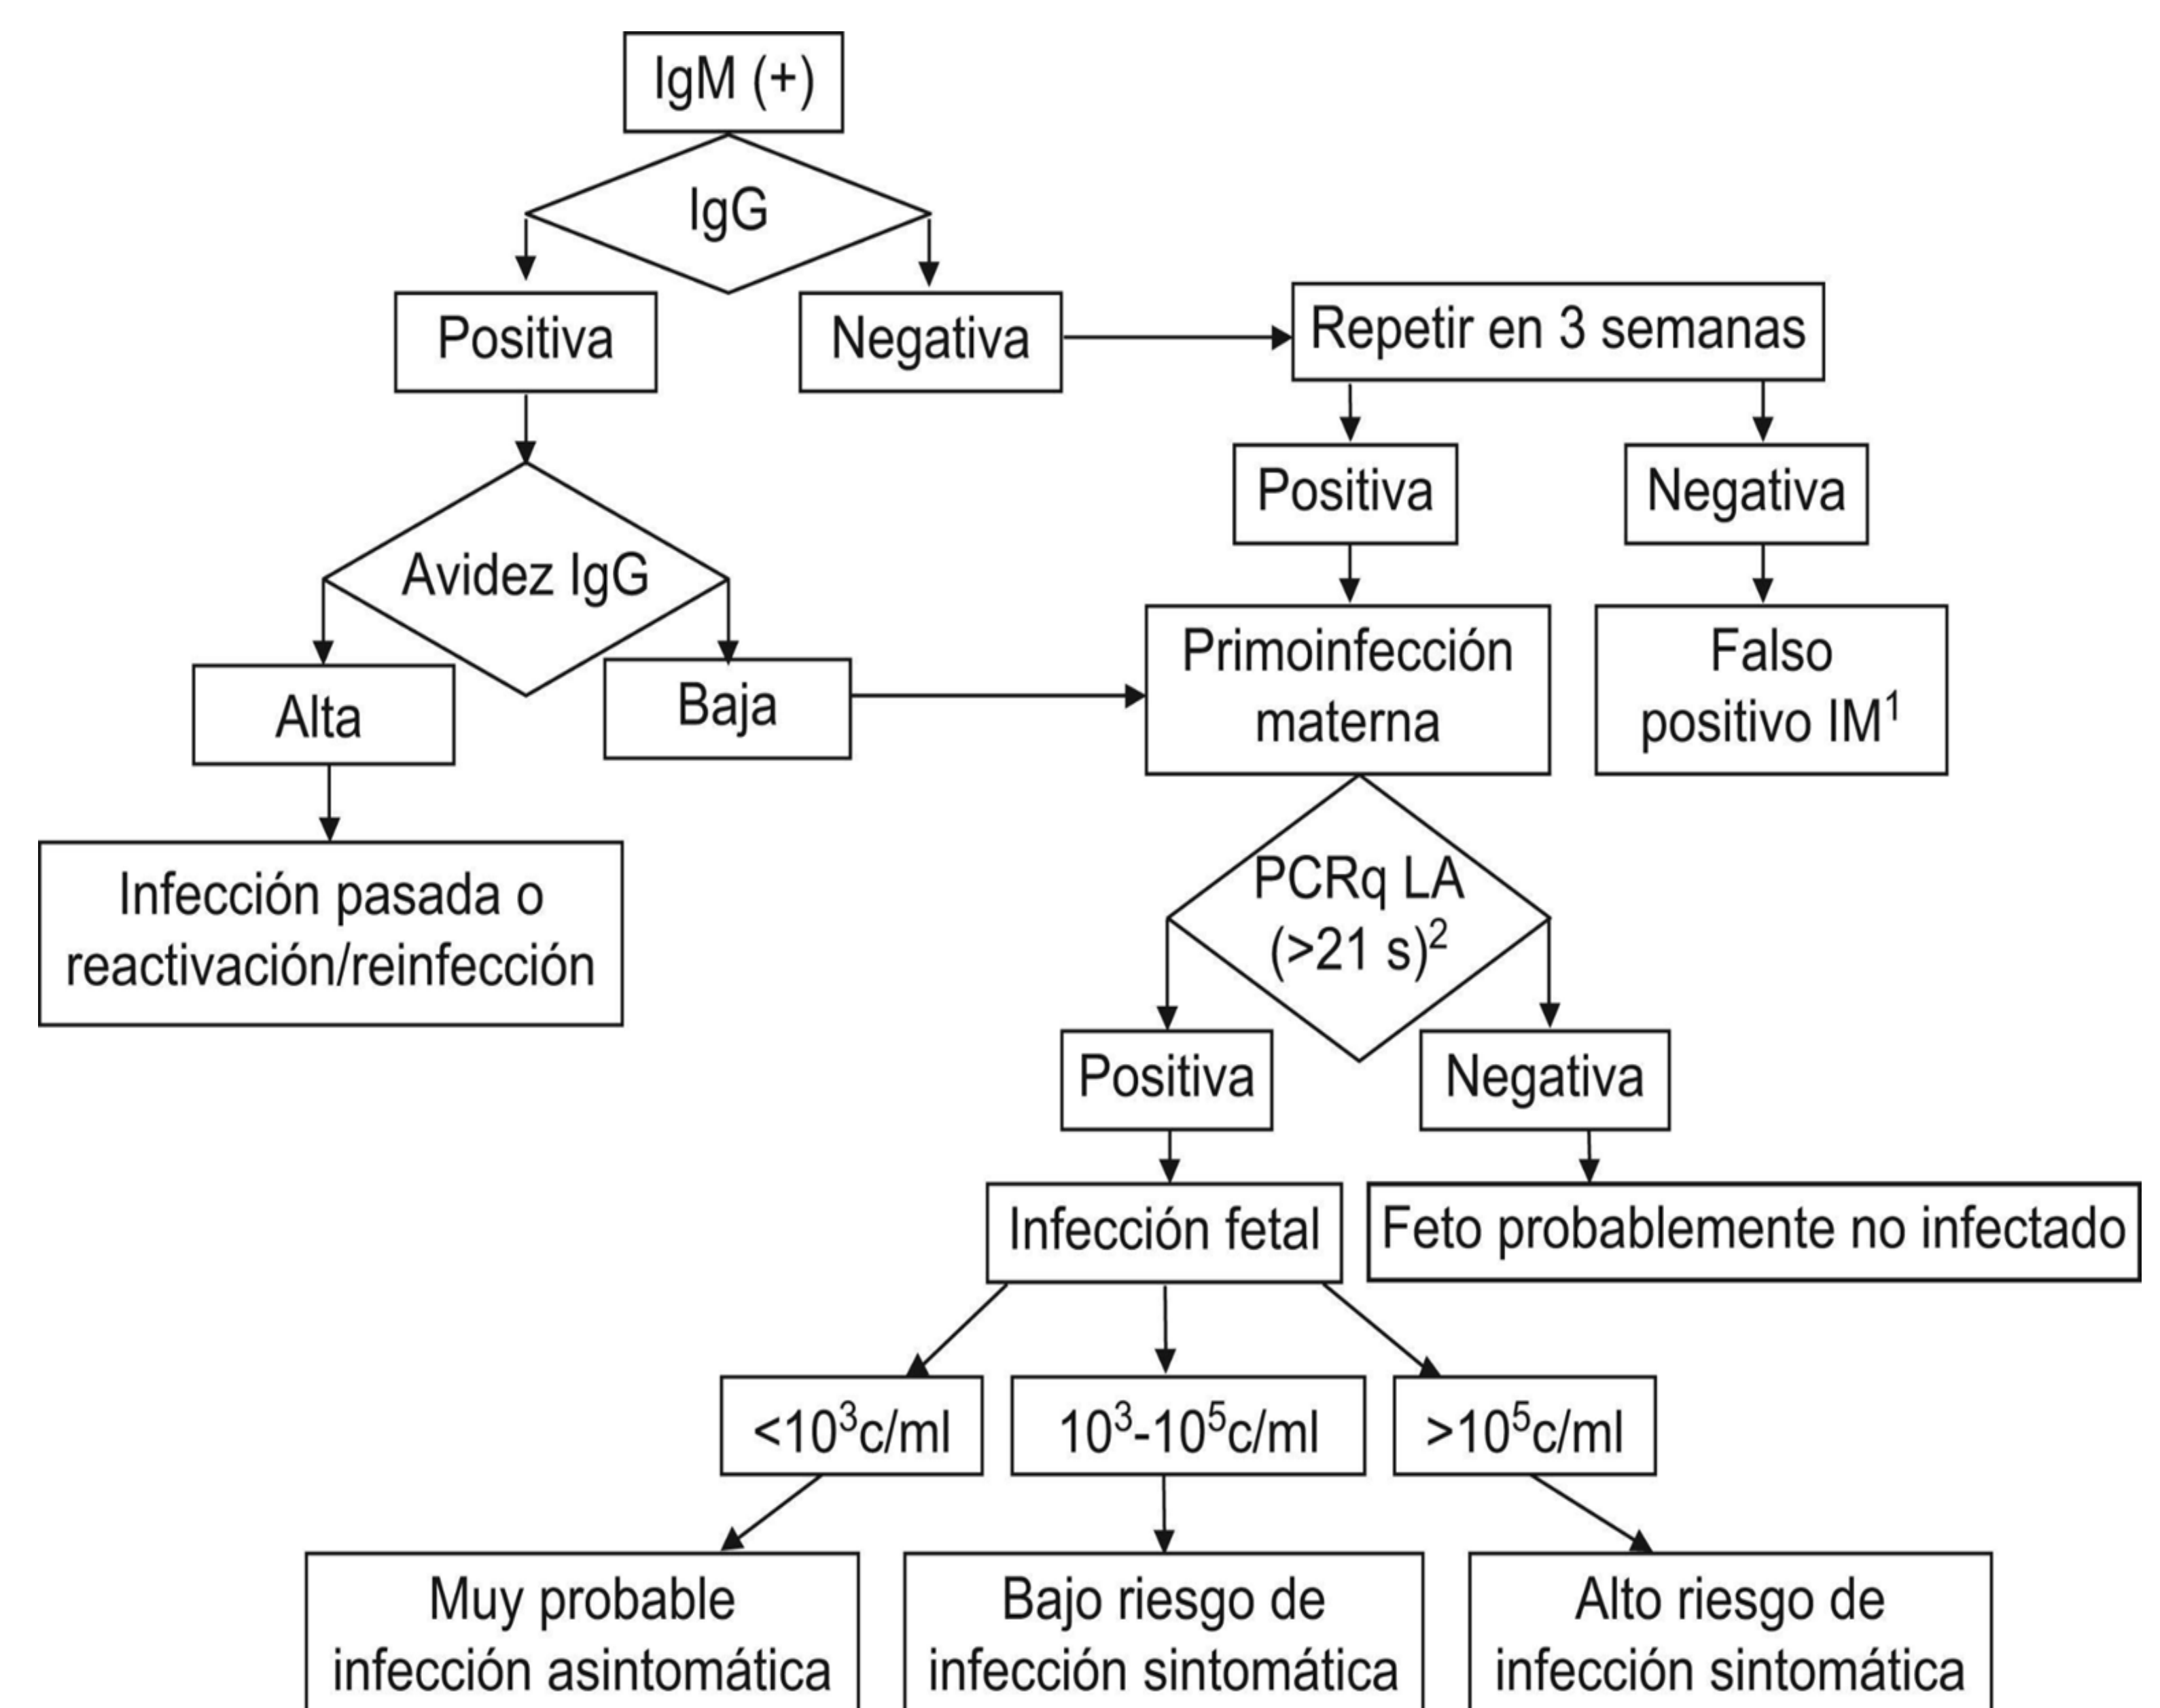 IgM (+)
IgG
Positiva
Negativa
Repetir en 3 semanas
Positiva
Negativa
Avidez IgG
Alta
Baja
Primoinfección
materna
Falso
positivo IM¹
Infección pasada o
reactivación/reinfección
PCRq LA
(>21 s)²
Positiva
Negativa
Infección fetal
Feto probablemente no infectado
<10³c/ml
10³-10⁵c/ml
>10⁵c/ml
Muy probable
infección asintomática
Bajo riesgo de
infección sintomática
Alto riesgo de
infección sintomática